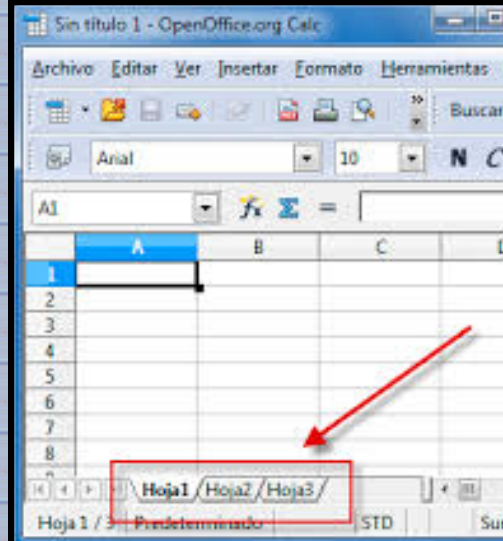 Sin título 1 - OpenOffice.org Calc
Archivo Editar Ver Insertar Formato Herramientas
Buscar
Arial 10 N C
A1 =
A B C
1
2
3
4
5
6
7
8
Hoja1 Hoja2 Hoja3
Hoja 1 / 3 Predeterminado STD Su